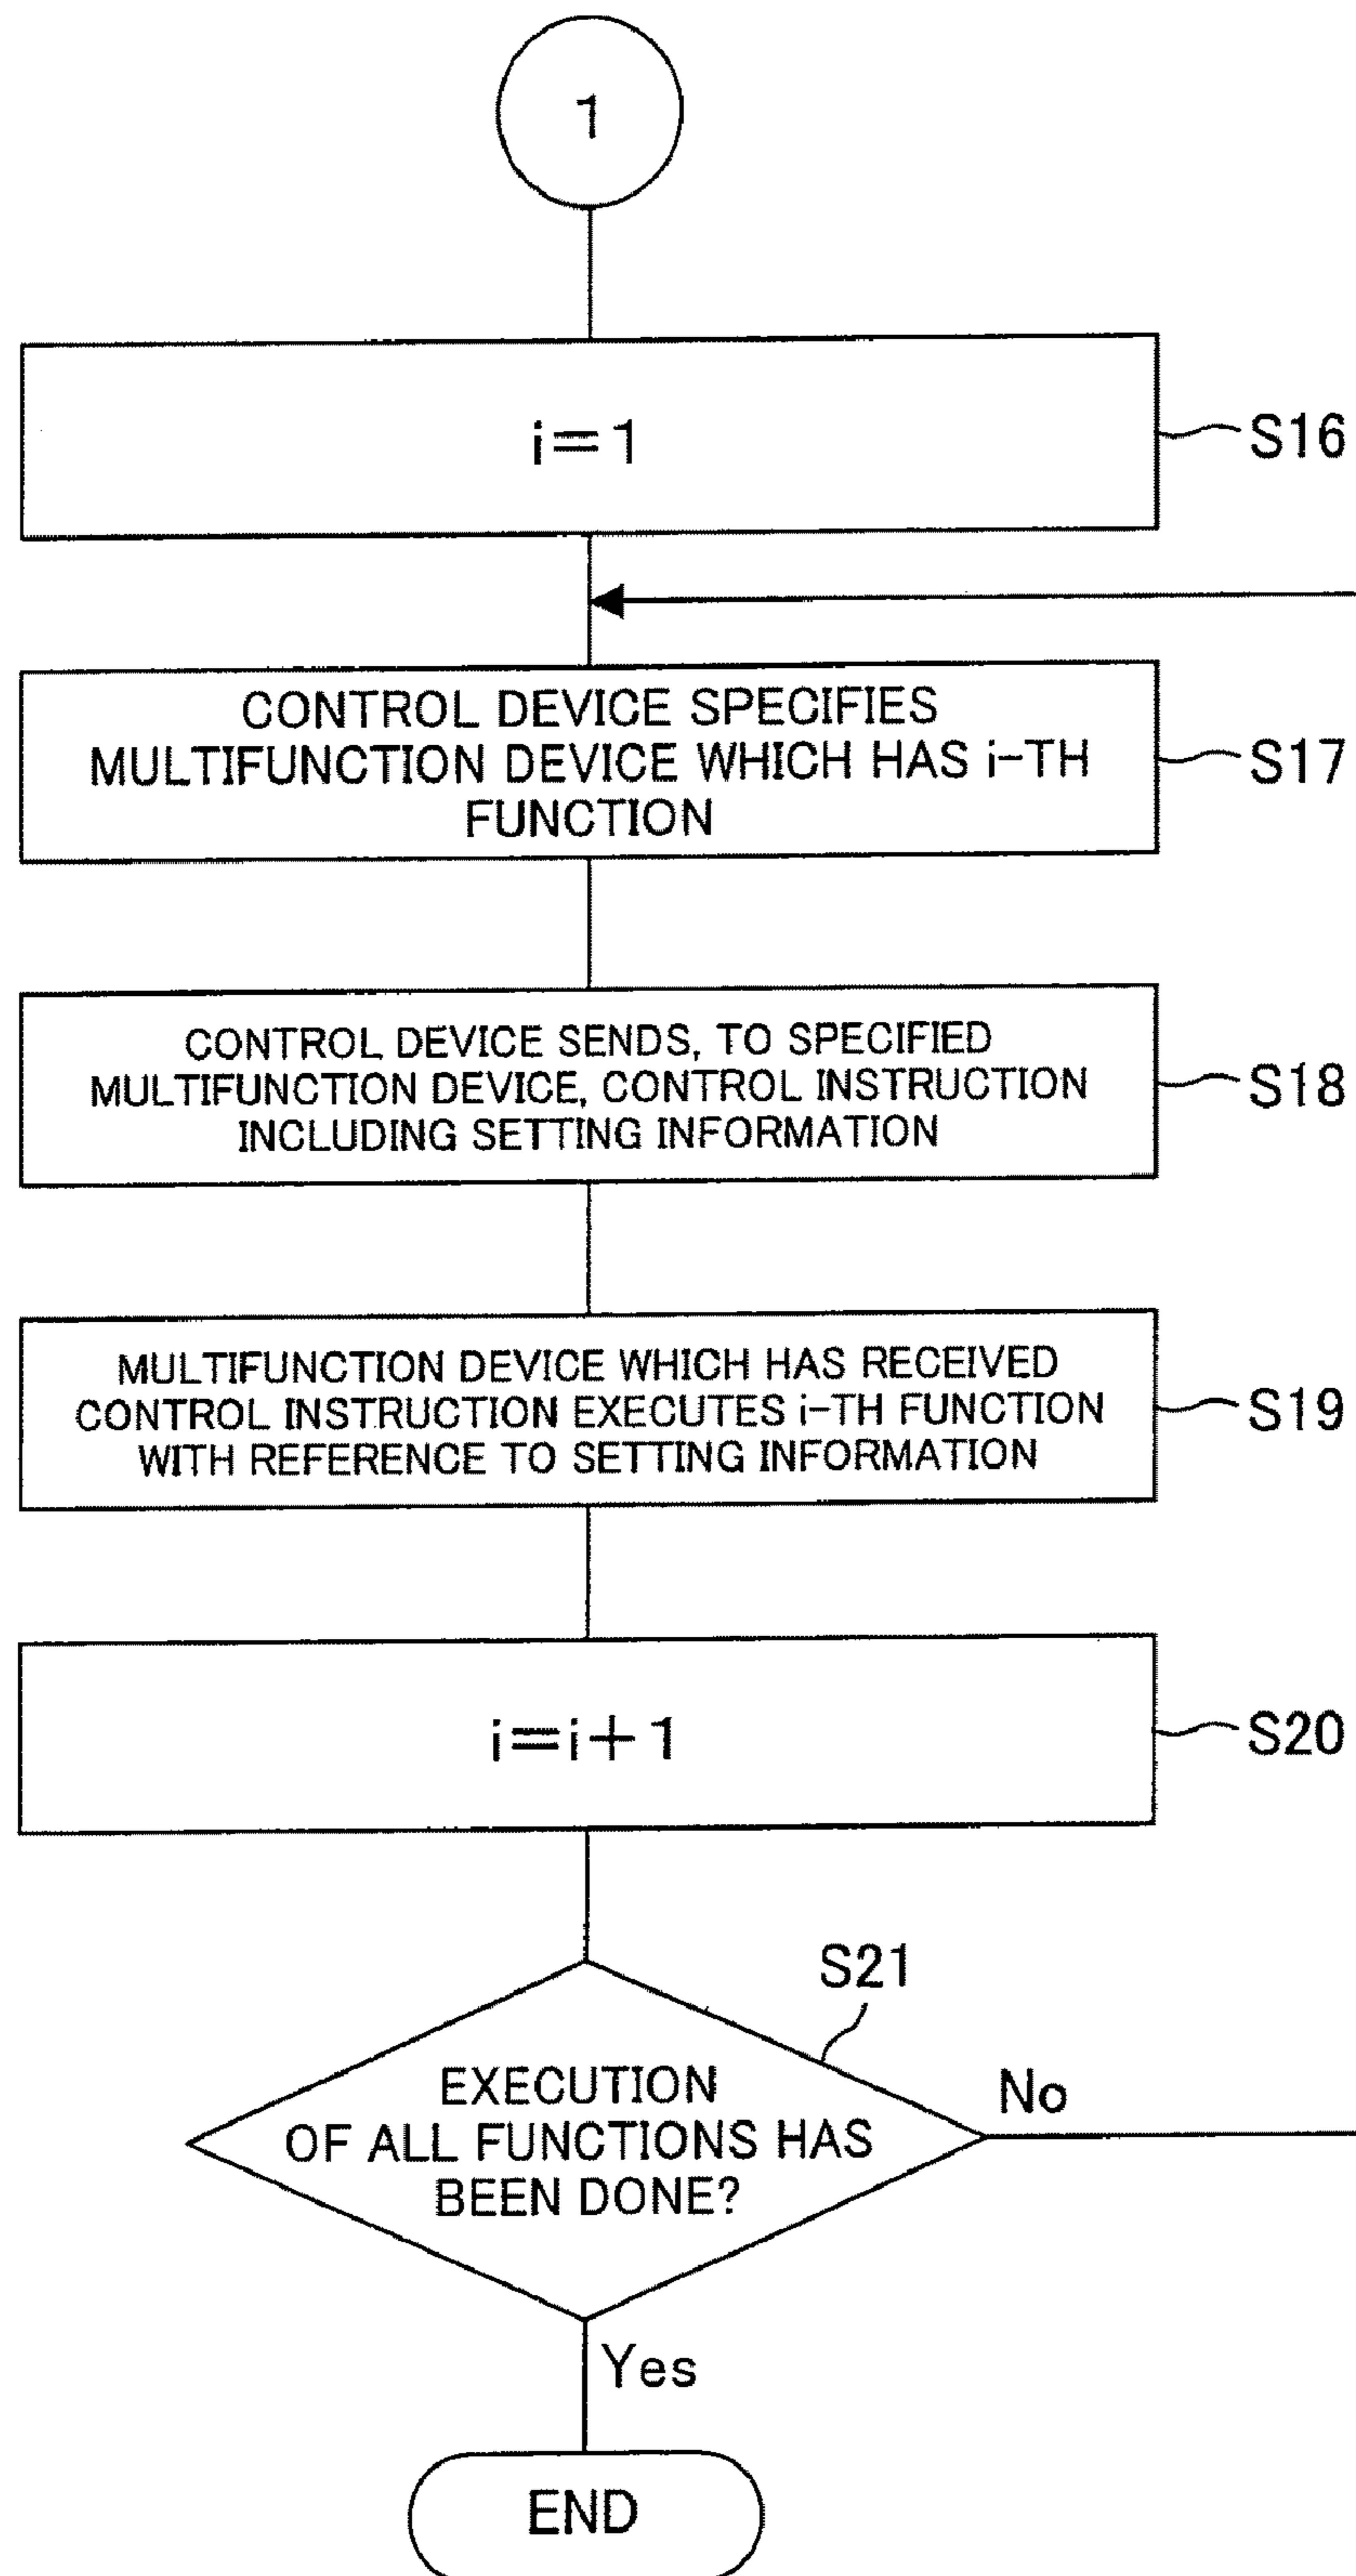 1
i=1
S16
CONTROL DEVICE SPECIFIES
MULTIFUNCTION DEVICE WHICH HAS i-TH
FUNCTION
S17
CONTROL DEVICE SENDS, TO SPECIFIED
MULTIFUNCTION DEVICE, CONTROL INSTRUCTION
INCLUDING SETTING INFORMATION
S18
MULTIFUNCTION DEVICE WHICH HAS RECEIVED
CONTROL INSTRUCTION EXECUTES i-TH FUNCTION
WITH REFERENCE TO SETTING INFORMATION
S19
i=i+1
S20
S21
EXECUTION
OF ALL FUNCTIONS HAS
BEEN DONE?
No
Yes
END